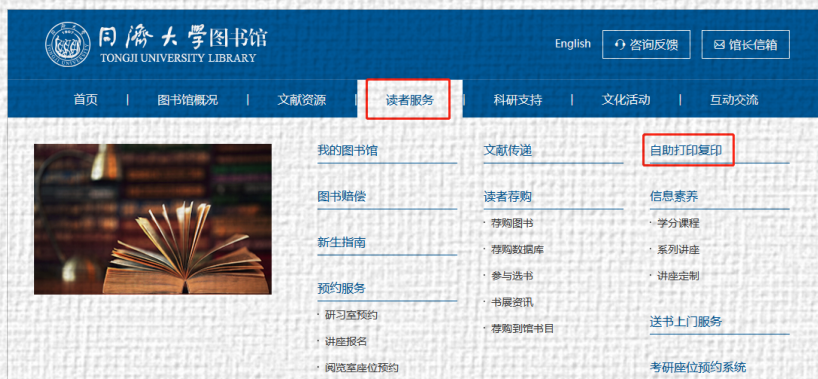 同济大学图书馆
TONGJI UNIVERSITY LIBRARY
English
咨询反馈
馆长信箱
首页 | 图书馆概况 | 文献资源 | 读者服务 | 科研支持 | 文化活动 | 互动交流
我的图书馆
图书赔偿
新生指南
预约服务
· 研习室预约
· 讲座报名
· 阅览室座位预约
文献传递
读者荐购
· 荐购图书
· 荐购数据库
· 参与选书
· 书展资讯
· 荐购到馆书目
自助打印复印
信息素养
· 学分课程
· 系列讲座
· 讲座定制
送书上门服务
考研座位预约系统